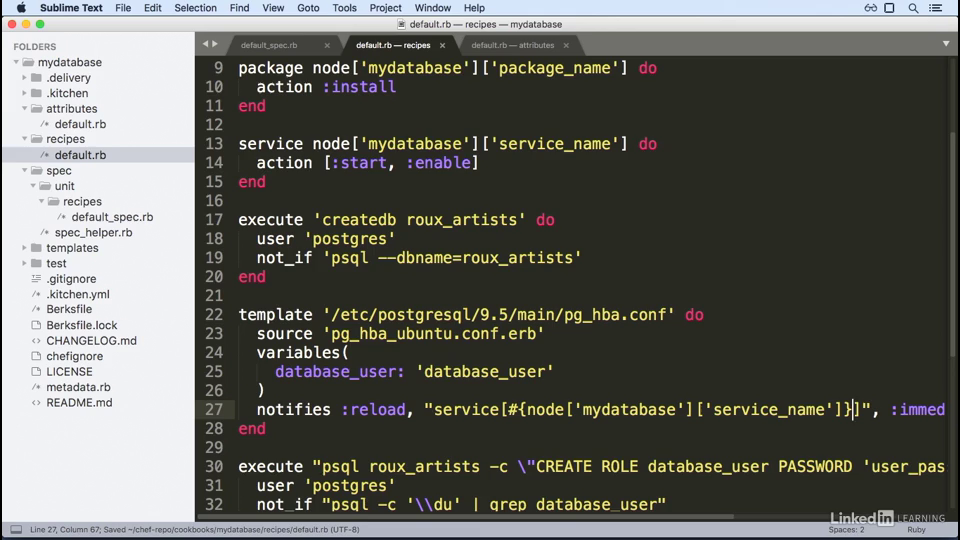 Sublime Text File Edit Selection Find View Goto Tools Project Window Help
default.rb (recipes) — mydatabase
FOLDERS
mydatabase
.delivery
.kitchen
attributes
default.rb
recipes
default.rb
spec
unit
recipes
default_spec.rb
spec_helper.rb
templates
test
.gitignore
.kitchen.yml
Berksfile
Berksfile.lock
CHANGELOG.md
chefignore
LICENSE
metadata.rb
README.md
default_spec.rb default.rb — recipes default.rb — attributes
9 package node['mydatabase']['package_name'] do
10 action :install
11 end
12
13 service node['mydatabase']['service_name'] do
14 action [:start, :enable]
15 end
16
17 execute 'createdb roux_artists' do
18 user 'postgres'
19 not_if 'psql --dbname=roux_artists'
20 end
21
22 template '/etc/postgresql/9.5/main/pg_hba.conf' do
23 source 'pg_hba_ubuntu.conf.erb'
24 variables(
25 database_user: 'database_user'
26 )
27 notifies :reload, "service[#{node['mydatabase']['service_name']}]", :immed
28 end
29
30 execute "psql roux_artists -c \"CREATE ROLE database_user PASSWORD 'user_pas
31 user 'postgres'
32 not_if "psql -c '\\du' | grep database_user"
Line 27, Column 67; Saved ~/chef-repo/cookbooks/mydatabase/recipes/default.rb (UTF-8) Spaces: 2 Ruby
Linked in LEARNING